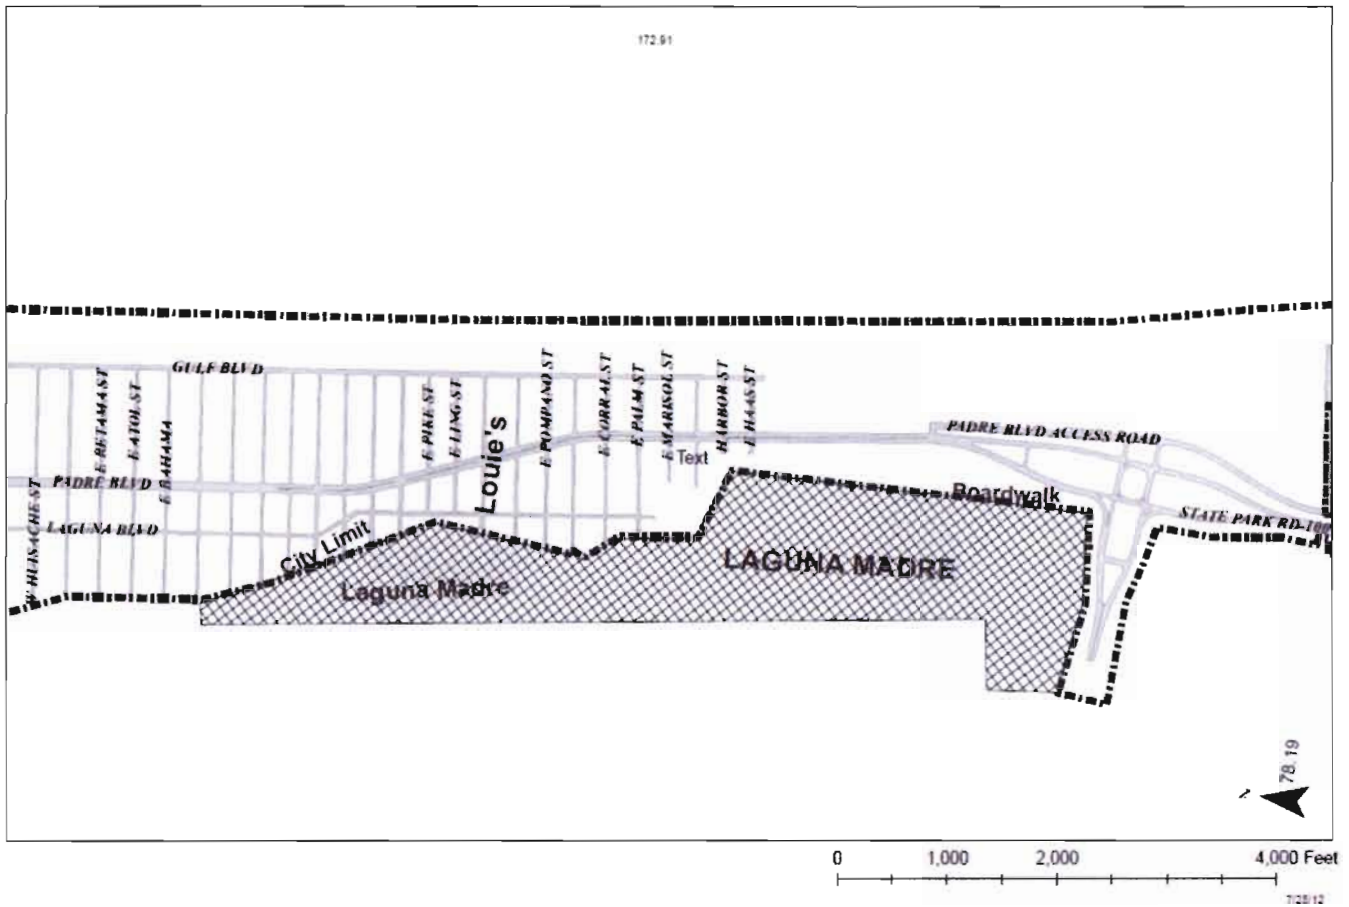 172.91
GULF BLVD
E RETAMA ST
E ATOL ST
E BAHAMA
E PIKE ST
E LING ST
Louie's
E POMPANO ST
E CORRAL ST
E PALM ST
E MARISOL ST
HARBOR ST
E HAAS ST
Text
PADRE BLVD ACCESS ROAD
PADRE BLVD
W HUISACHE ST
LAGUNA BLVD
City Limit
Boardwalk
STATE PARK RD-100
LAGUNA MADRE
Laguna Madre
78.19
0 1,000 2,000 4,000 Feet